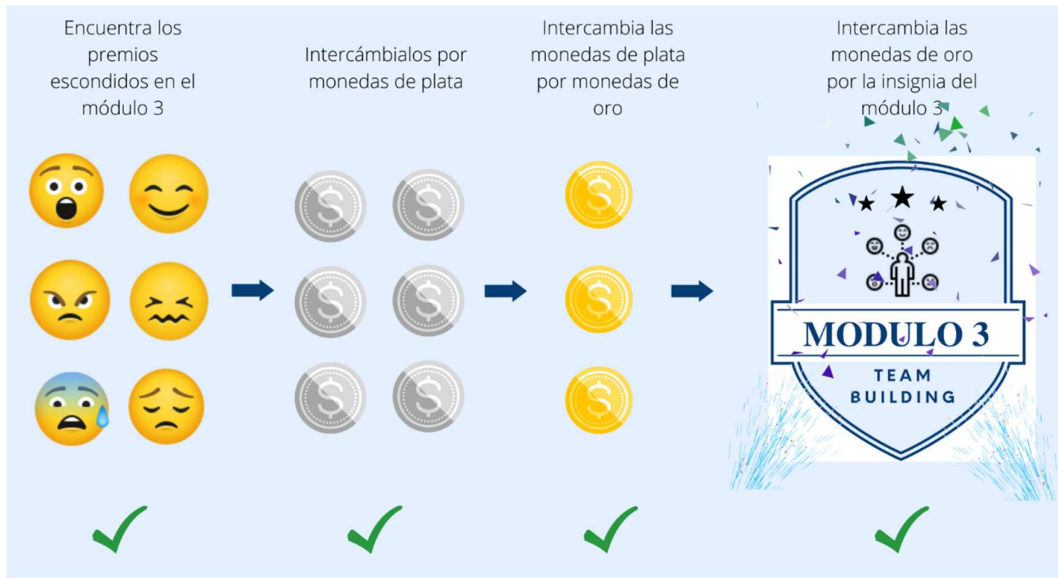 Encuentra los
premios
escondidos en el
módulo 3
Intercámbialos por
monedas de plata
Intercambia las
monedas de plata
por monedas de
oro
Intercambia las
monedas de oro
por la insignia del
módulo 3
$ $
$ $
$ $
$
$
$
MODULO 3
TEAM
BUILDING